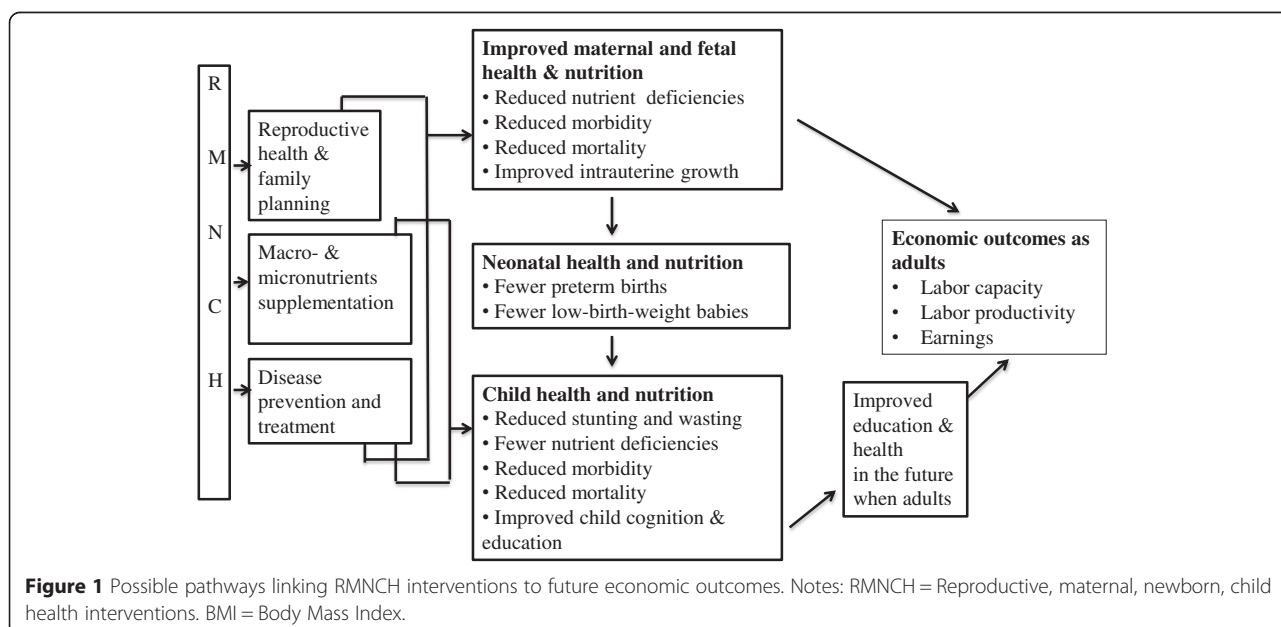 R
M
N
C
H
Reproductive
health &
family
planning
Macro- &
micronutrients
supplementation
Disease
prevention and
treatment
Improved maternal and fetal
health & nutrition
• Reduced nutrient deficiencies
• Reduced morbidity
• Reduced mortality
• Improved intrauterine growth
Neonatal health and nutrition
• Fewer preterm births
• Fewer low-birth-weight babies
Child health and nutrition
• Reduced stunting and wasting
• Fewer nutrient deficiencies
• Reduced morbidity
• Reduced mortality
• Improved child cognition &
education
Improved
education &
health
in the future
when adults
Economic outcomes as
adults
• Labor capacity
• Labor productivity
• Earnings
Figure 1 Possible pathways linking RMNCH interventions to future economic outcomes. Notes: RMNCH = Reproductive, maternal, newborn, child
health interventions. BMI = Body Mass Index.